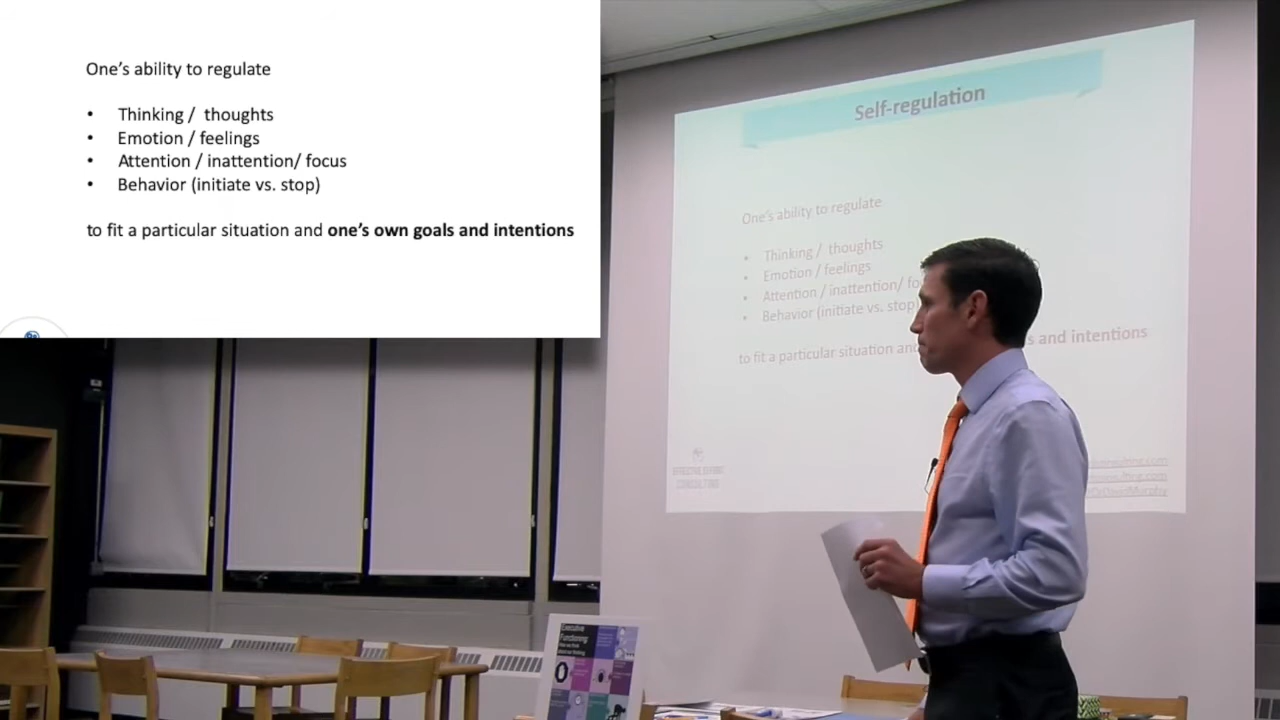 One's ability to regulate
• Thinking / thoughts
• Emotion / feelings
• Attention / inattention/ focus
• Behavior (initiate vs. stop)
to fit a particular situation and one's own goals and intentions
Self-regulation
One's ability to regulate
• Thinking / thoughts
• Emotion / feelings
• Attention / inattention/ fo
• Behavior (initiate vs. stop)
to fit a particular situation and s and intentions
CONSULTING
Executive
Functioning: